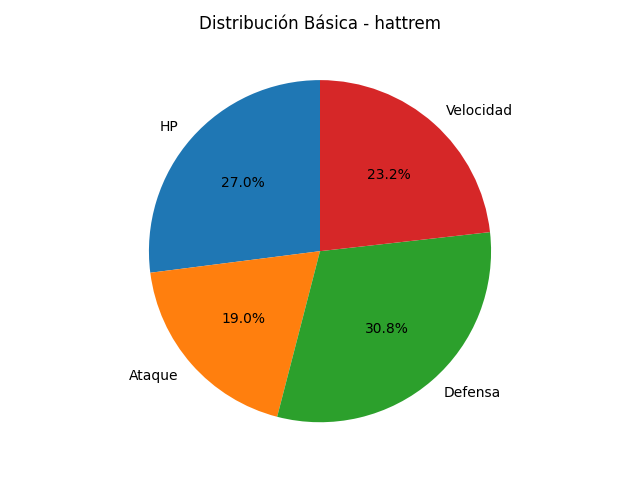 Distribución Básica - hattrem
Velocidad
HP
23.2%
27.0%
19.0%
30.8%
Ataque
Defensa